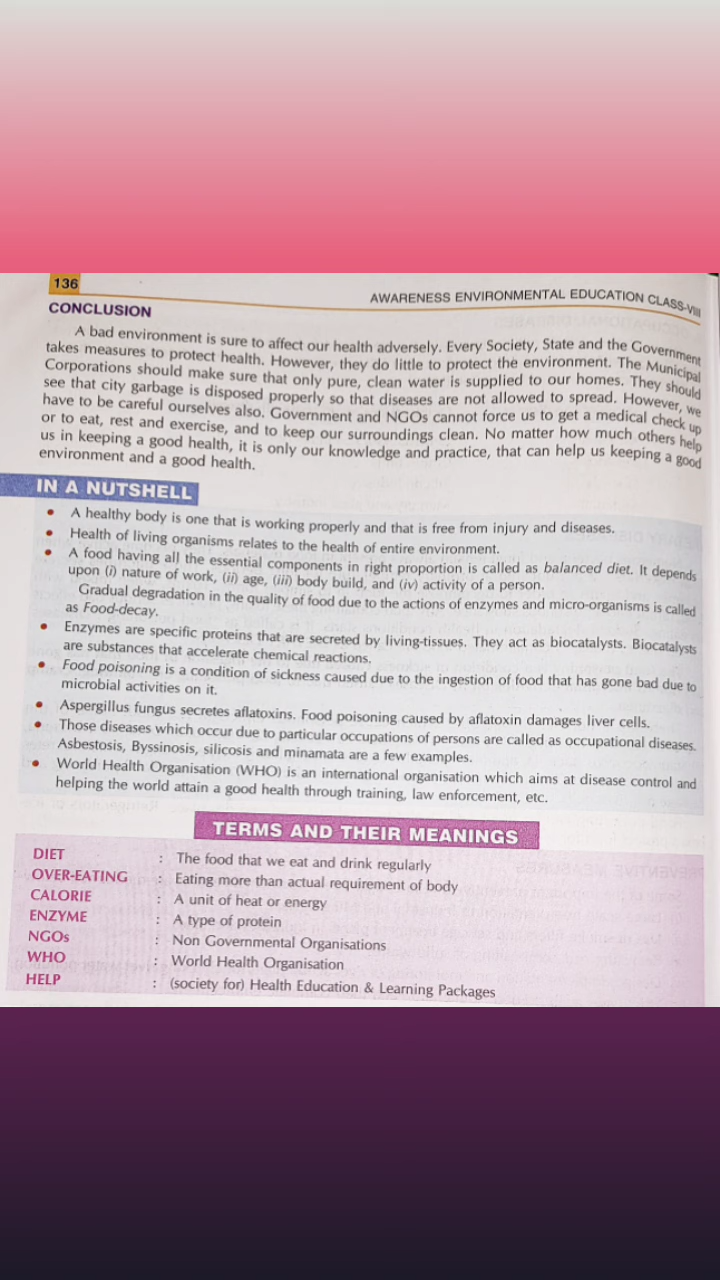 136
AWARENESS ENVIRONMENTAL EDUCATION CLASS-VIII
CONCLUSION
A bad environment is sure to affect our health adversely. Every Society, State and the Government
takes measures to protect health. However, they do little to protect the environment. The Municipal
Corporations should make sure that only pure, clean water is supplied to our homes. They should
see that city garbage is disposed properly so that diseases are not allowed to spread. However, we
have to be careful ourselves also. Government and NGOs cannot force us to get a medical check up
or to eat, rest and exercise, and to keep our surroundings clean. No matter how much others help
us in keeping a good health, it is only our knowledge and practice, that can help us keeping a good
environment and a good health.
IN A NUTSHELL
• A healthy body is one that is working properly and that is free from injury and diseases.
• Health of living organisms relates to the health of entire environment.
• A food having all the essential components in right proportion is called as balanced diet. It depends
upon (i) nature of work, (ii) age, (iii) body build, and (iv) activity of a person.
Gradual degradation in the quality of food due to the actions of enzymes and micro-organisms is called
as Food-decay.
• Enzymes are specific proteins that are secreted by living-tissues. They act as biocatalysts. Biocatalysts
are substances that accelerate chemical reactions.
• Food poisoning is a condition of sickness caused due to the ingestion of food that has gone bad due to
microbial activities on it.
• Aspergillus fungus secretes aflatoxins. Food poisoning caused by aflatoxin damages liver cells.
• Those diseases which occur due to particular occupations of persons are called as occupational diseases.
Asbestosis, Byssinosis, silicosis and minamata are a few examples.
• World Health Organisation (WHO) is an international organisation which aims at disease control and
helping the world attain a good health through training, law enforcement, etc.
TERMS AND THEIR MEANINGS
DIET : The food that we eat and drink regularly
OVER-EATING : Eating more than actual requirement of body
CALORIE : A unit of heat or energy
ENZYME : A type of protein
NGOs : Non Governmental Organisations
WHO : World Health Organisation
HELP : (society for) Health Education & Learning Packages